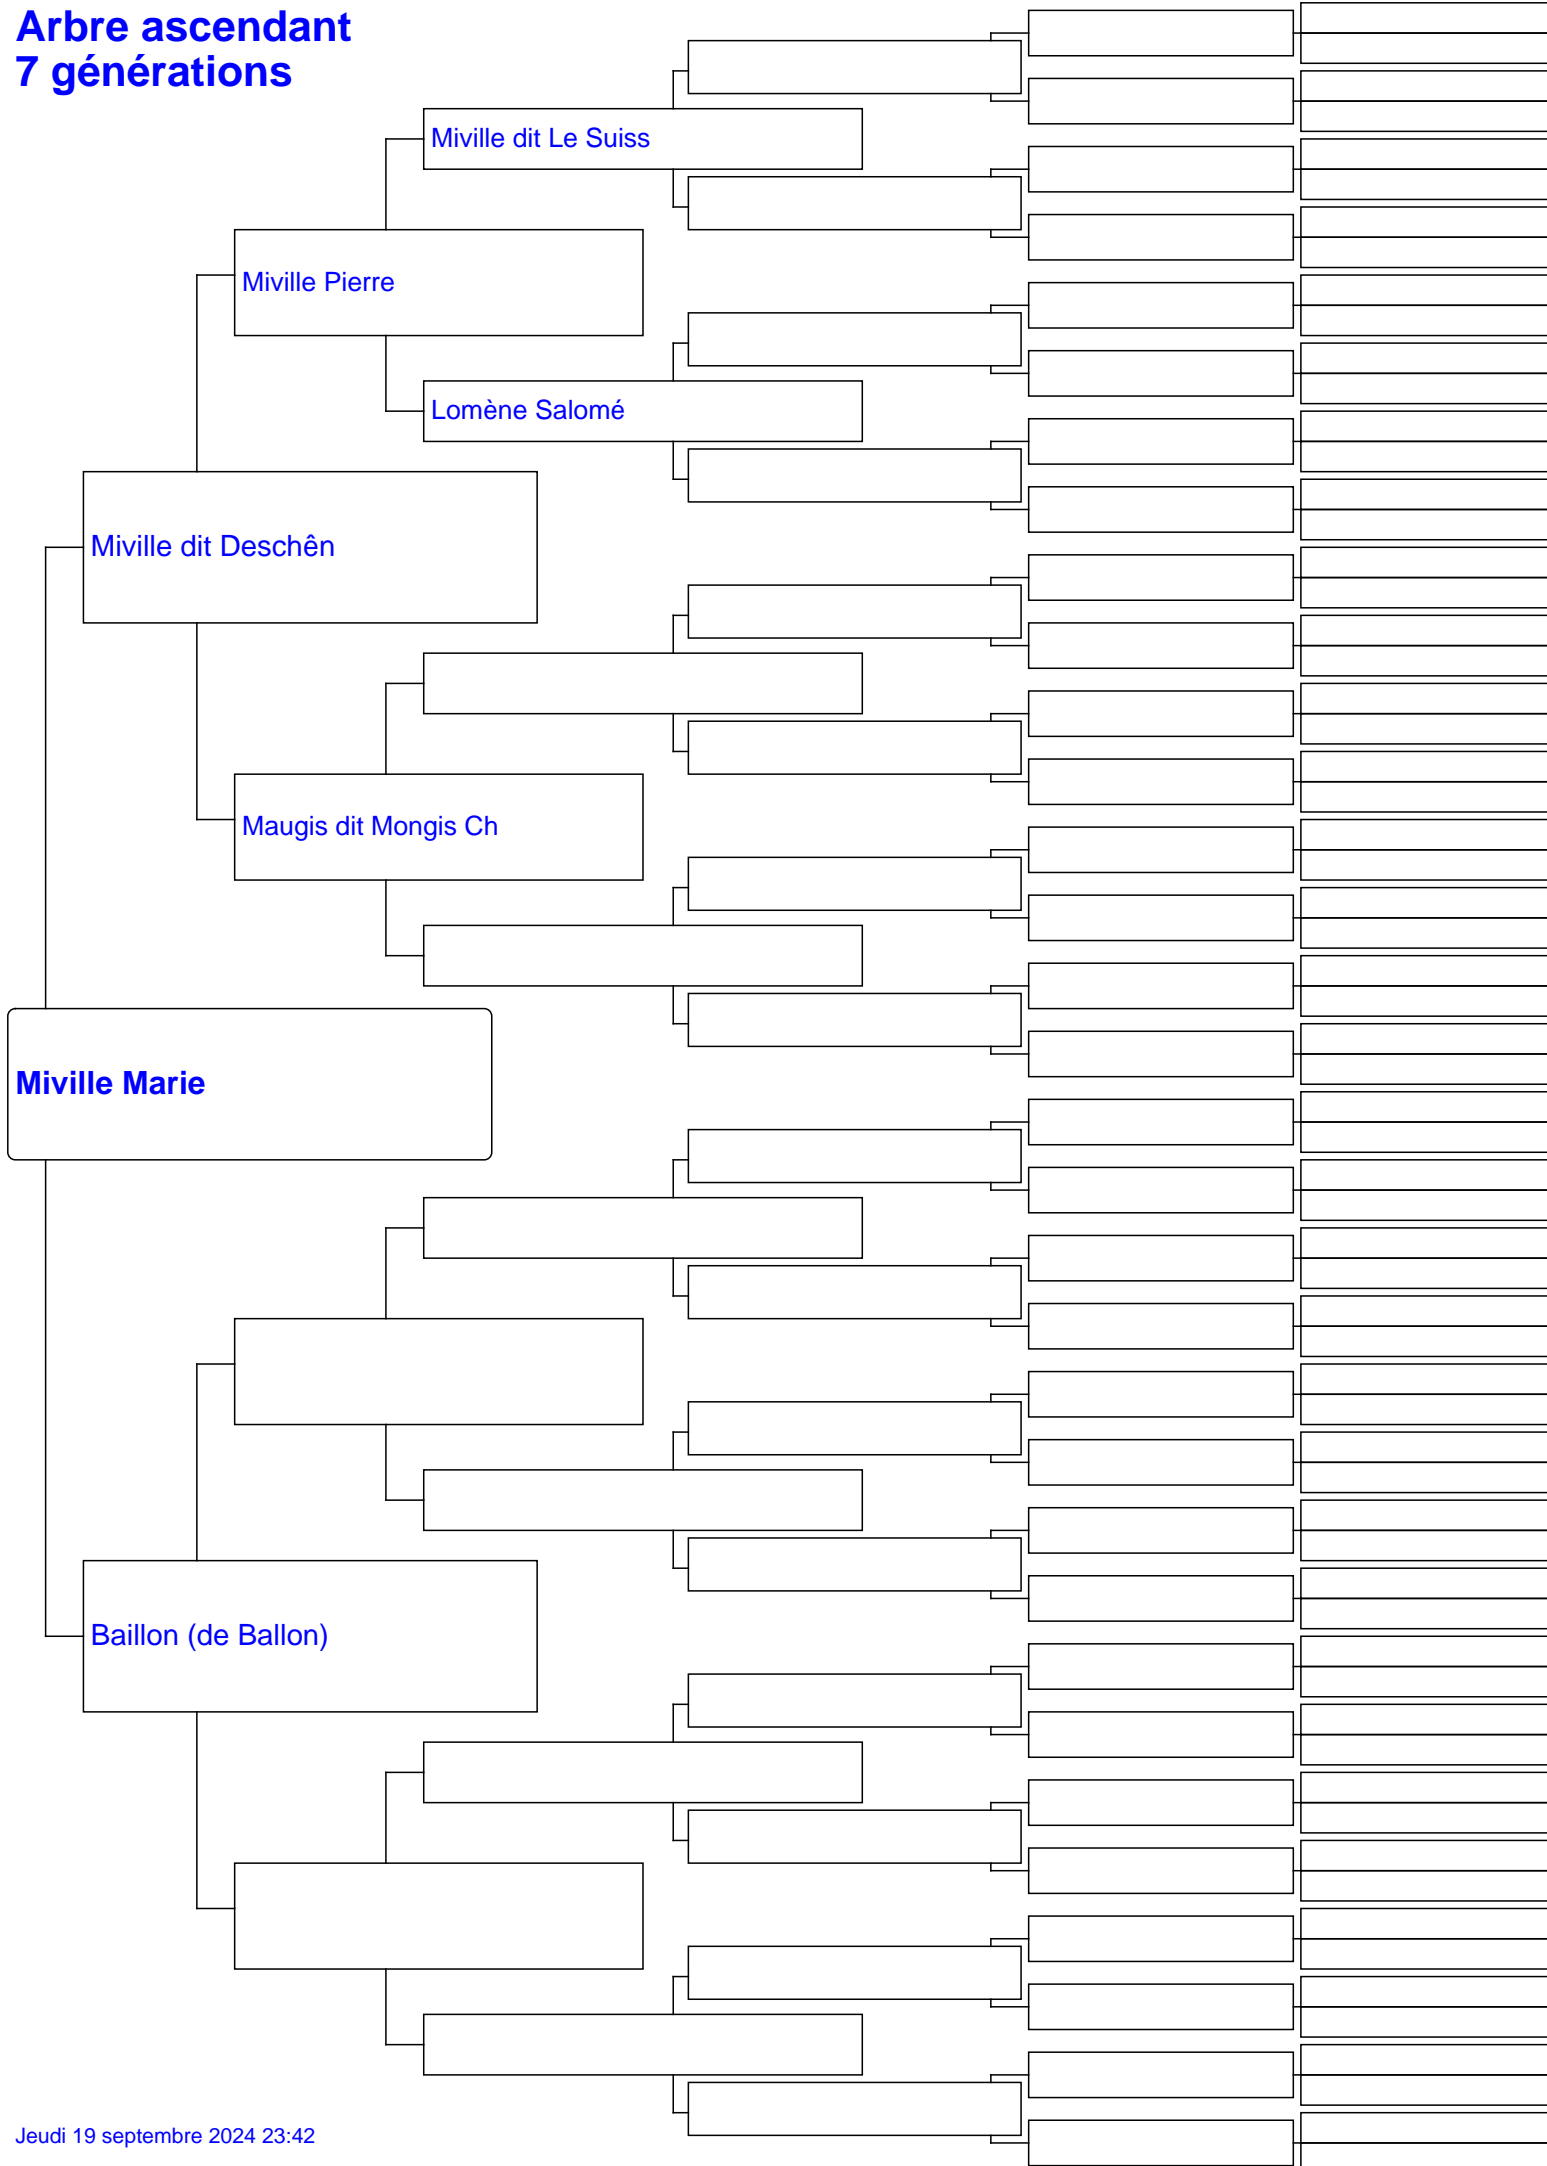 Arbre ascendant
7 générations
Miville dit Le Suiss
Miville Pierre
Lomène Salomé
Miville dit Deschên
Maugis dit Mongis Ch
Miville Marie
Baillon (de Ballon)
Jeudi 19 septembre 2024 23:42